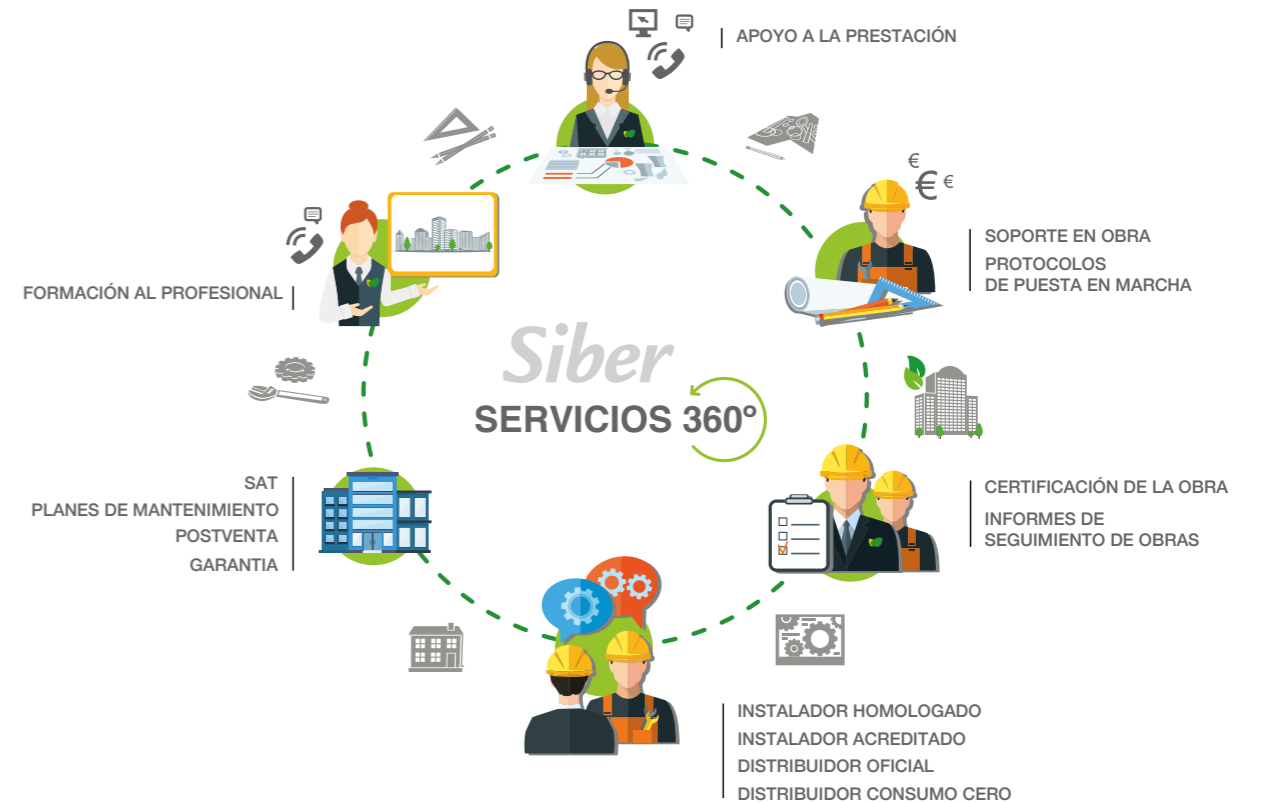 APOYO A LA PRESTACIÓN
€
€ €
SOPORTE EN OBRA
PROTOCOLOS
DE PUESTA EN MARCHA
FORMACIÓN AL PROFESIONAL
Siber
SERVICIOS 360º
SAT
PLANES DE MANTENIMIENTO
POSTVENTA
GARANTIA
CERTIFICACIÓN DE LA OBRA
INFORMES DE
SEGUIMIENTO DE OBRAS
INSTALADOR HOMOLOGADO
INSTALADOR ACREDITADO
DISTRIBUIDOR OFICIAL
DISTRIBUIDOR CONSUMO CERO